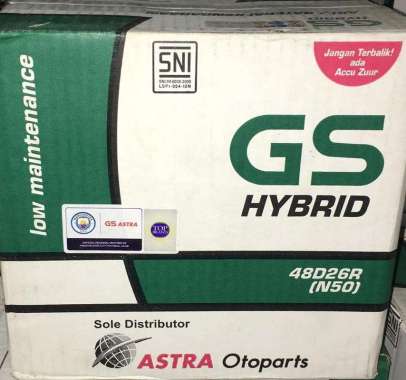 SNI
Jangan Terbalik!
ada
Accu Zuur
low maintenance
GS
HYBRID
GS ASTRA
TOP
BRAND
48D26R
(N50)
Sole Distributor
ASTRA Otoparts